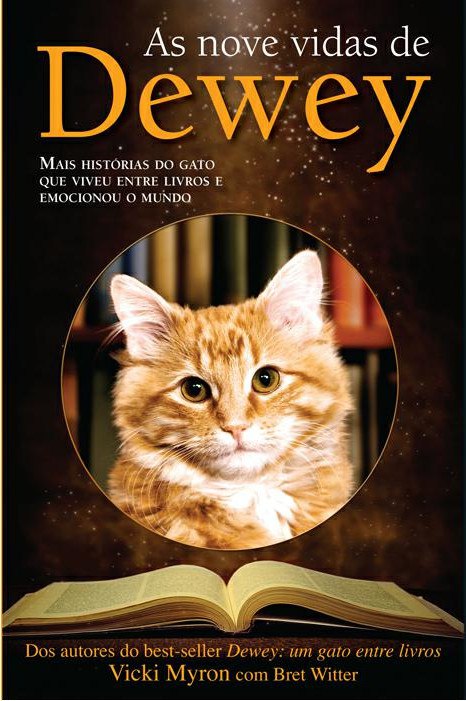 As nove vidas de
Dewey
MAIS HISTÓRIAS DO GATO
QUE VIVEU ENTRE LIVROS E
EMOCIONOU O MUNDO
Dos autores do best-seller Dewey: um gato entre livros
Vicki Myron com Bret Witter